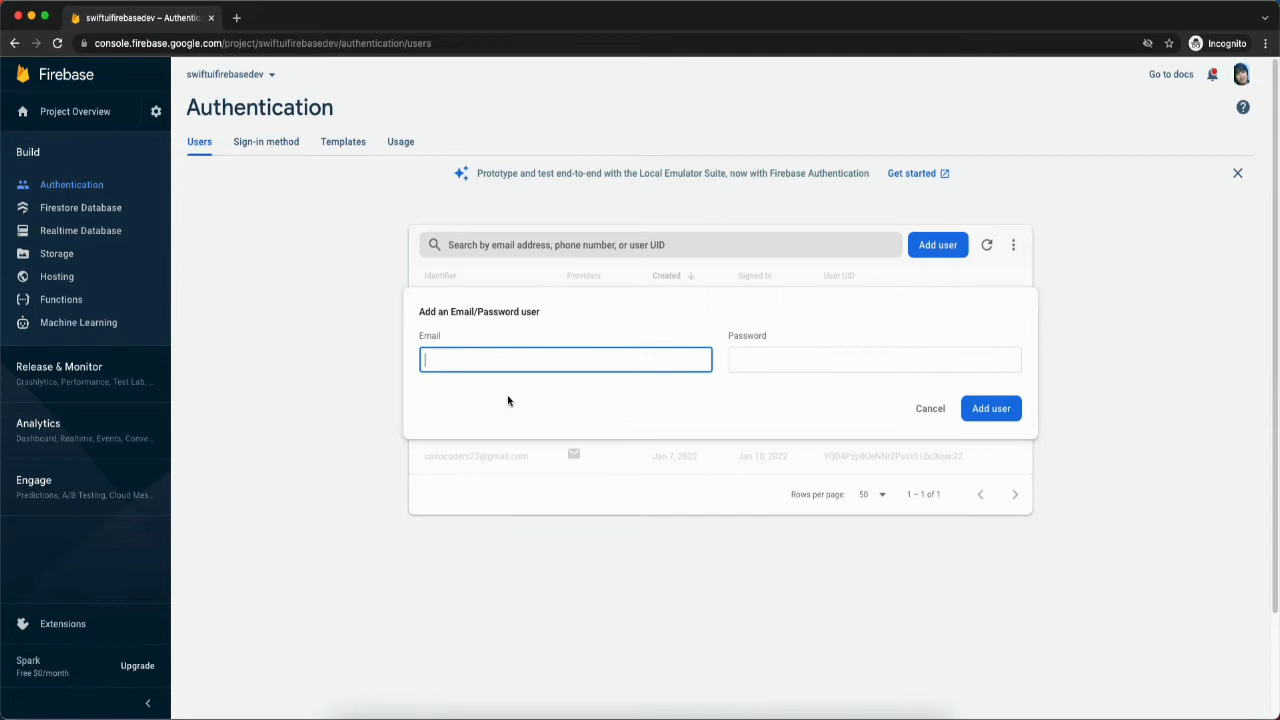 swiftuifirebasedev – Authentic
console.firebase.google.com/project/swiftuifirebasedev/authentication/users
Incognito
Firebase
swiftuifirebasedev
Go to docs
Project Overview
Authentication
Build
Users Sign-in method Templates Usage
Prototype and test end-to-end with the Local Emulator Suite, now with Firebase Authentication Get started
Authentication
Firestore Database
Realtime Database
Storage
Hosting
Functions
Machine Learning
Search by email address, phone number, or user UID
Add user
Identifier Providers Created Signed In User UID
Add an Email/Password user
Email Password
Cancel Add user
cairocoders23@gmail.com Jan 7, 2022 Jan 10, 2022
Rows per page: 50 1 – 1 of 1
Release & Monitor
Crashlytics, Performance, Test Lab, ...
Analytics
Dashboard, Realtime, Events, Conve...
Engage
Predictions, A/B Testing, Cloud Mes...
Extensions
Spark
Free $0/month
Upgrade